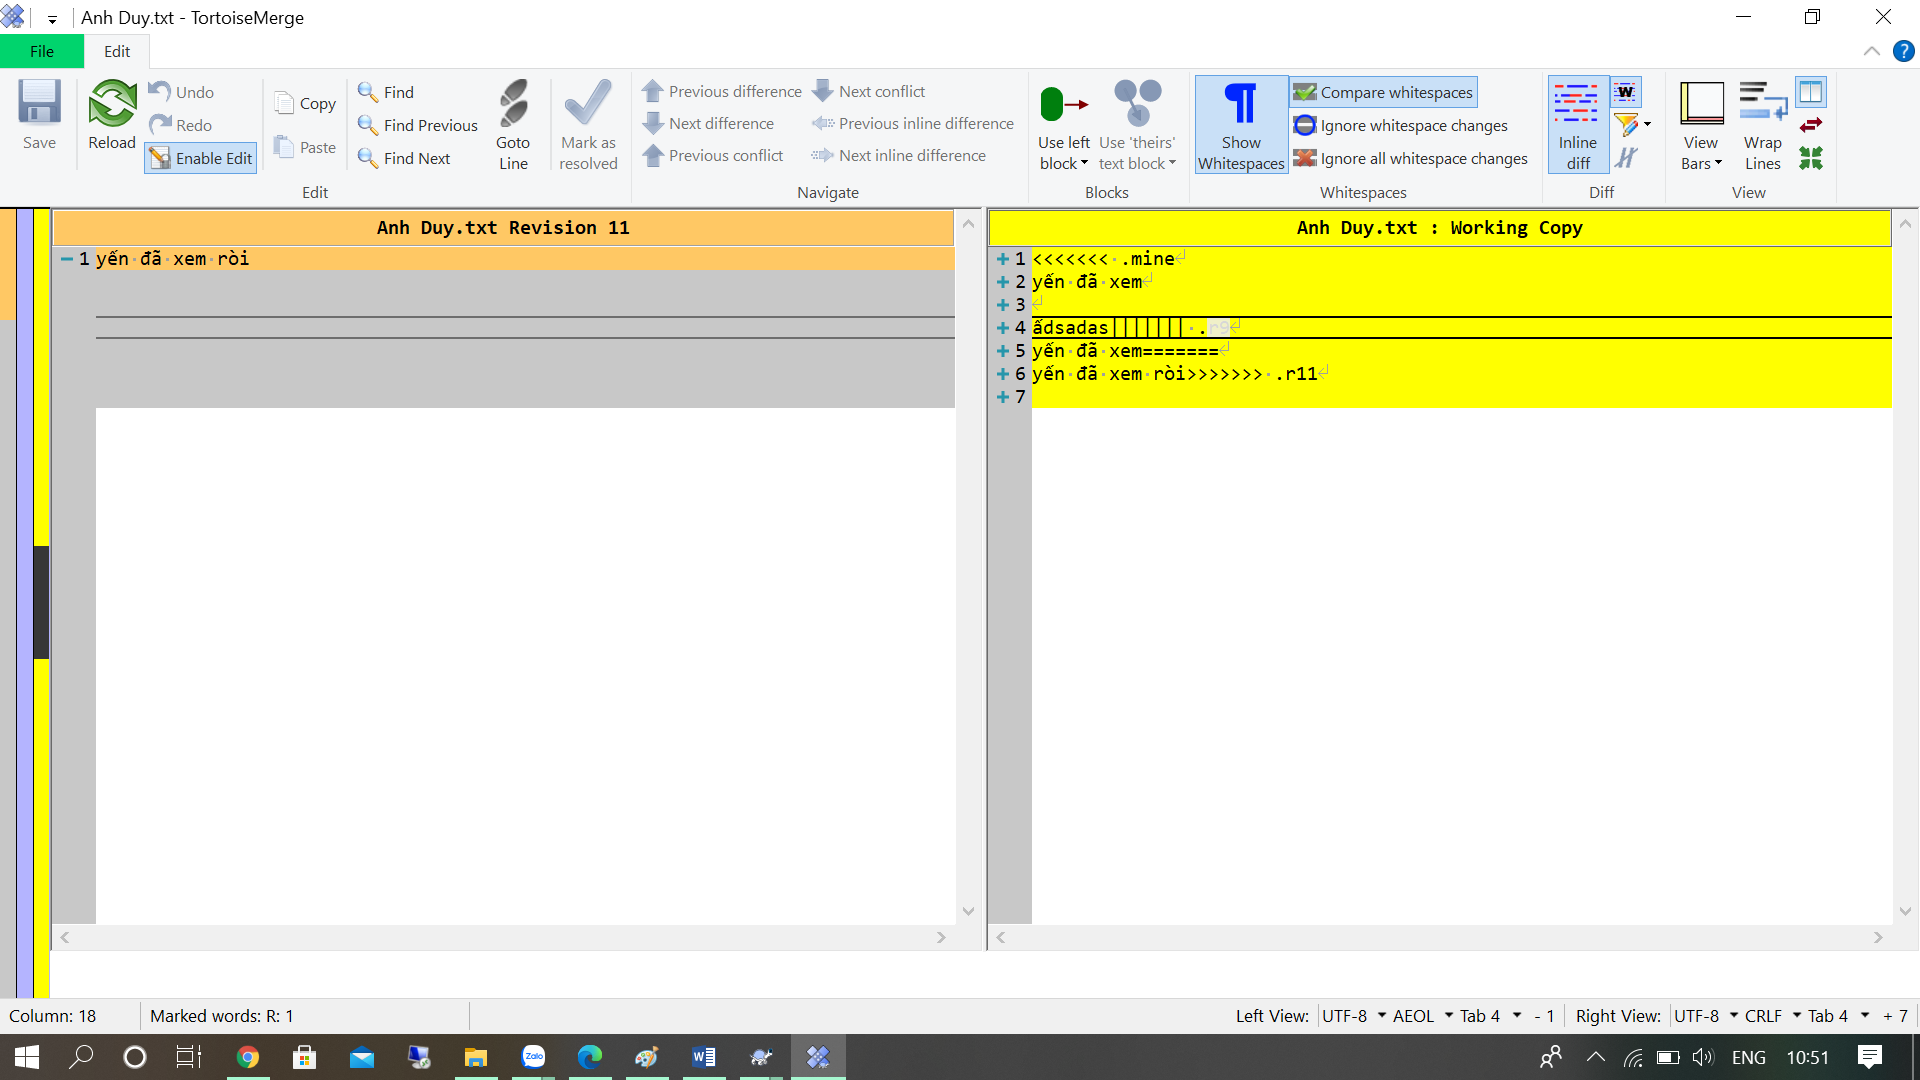 Anh Duy.txt - TortoiseMerge
File
Edit
Save
Reload
Undo
Redo
Enable Edit
Copy
Paste
Find
Find Previous
Find Next
Goto Line
Edit
Mark as resolved
Previous difference
Next difference
Previous conflict
Next conflict
Previous inline difference
Next inline difference
Navigate
Use left block
Use 'theirs' text block
Blocks
Show Whitespaces
Compare whitespaces
Ignore whitespace changes
Ignore all whitespace changes
Whitespaces
Inline diff
W
Diff
View Bars
Wrap Lines
View
Anh Duy.txt Revision 11
1 yến đã xem ròi
Anh Duy.txt : Working Copy
1 <<<<<<< .mine
2 yến đã xem
3
4 ấdsadas||||||| .r9
5 yến đã xem=======
6 yến đã xem ròi>>>>>>> .r11
7
Column: 18
Marked words: R: 1
Left View: UTF-8 AEOL Tab 4 - 1
Right View: UTF-8 CRLF Tab 4 + 7
Zalo
ENG
10:51